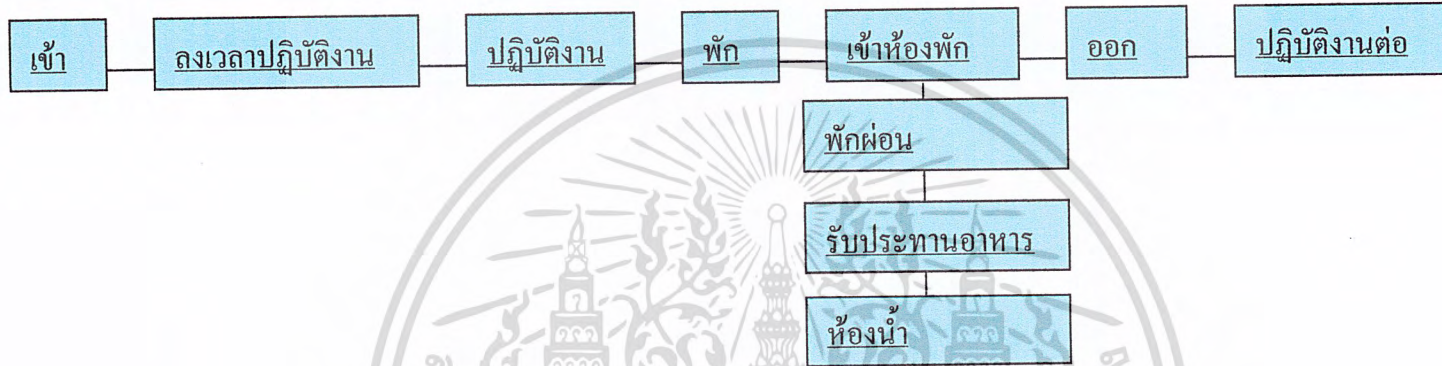 เข้า
ลงเวลาปฏิบัติงาน
ปฏิบัติงาน
พัก
เข้าห้องพัก
ออก
ปฏิบัติงานต่อ
พักผ่อน
รับประทานอาหาร
ห้องน้ำ